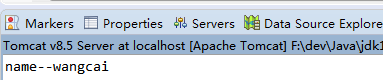 Markers Properties Servers Data Source Explore
Tomcat v8.5 Server at localhost [Apache Tomcat] F:\dev\Java\jdk1
name--wangcai